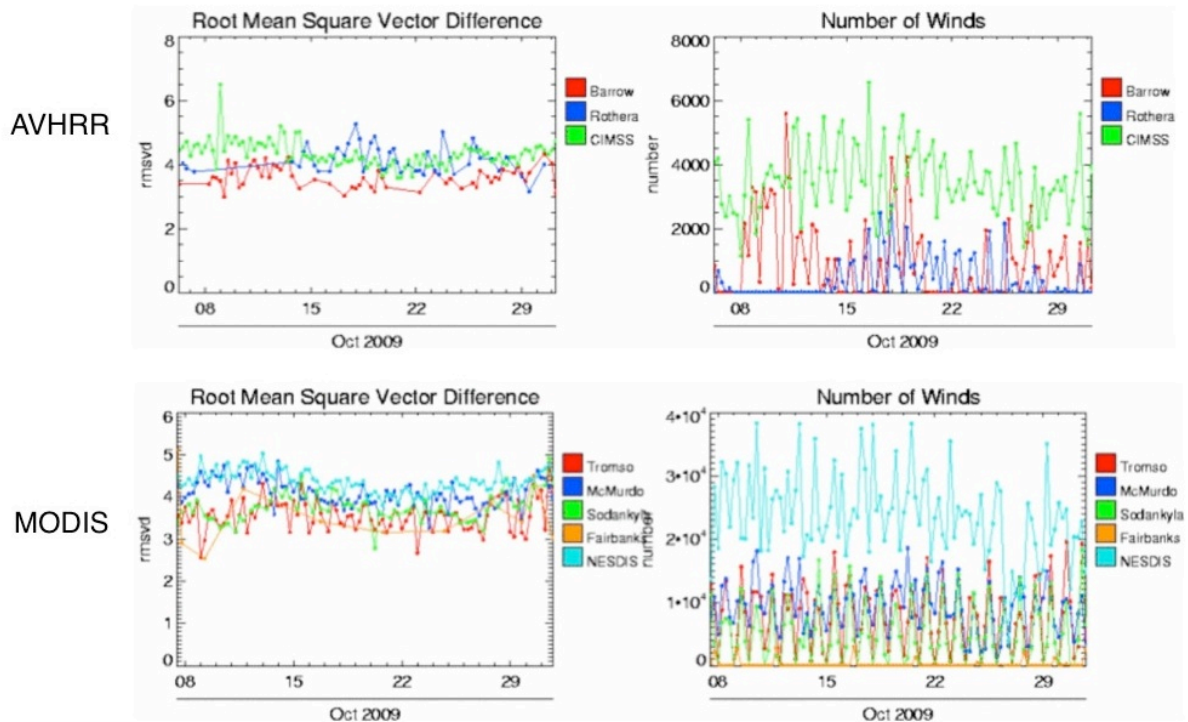 Root Mean Square Vector Difference
Number of Winds
AVHRR
rmsvd
8
6
4
2
0
08 15 22 29
Oct 2009
Barrow
Rothera
CIMSS
number
8000
6000
4000
2000
0
08 15 22 29
Oct 2009
Barrow
Rothera
CIMSS
Root Mean Square Vector Difference
Number of Winds
MODIS
rmsvd
6
5
4
3
2
1
0
08 15 22 29
Oct 2009
Tromso
McMurdo
Sodankyla
Fairbanks
NESDIS
number
4•10⁴
3•10⁴
2•10⁴
1•10⁴
0
08 15 22 29
Oct 2009
Tromso
McMurdo
Sodankyla
Fairbanks
NESDIS